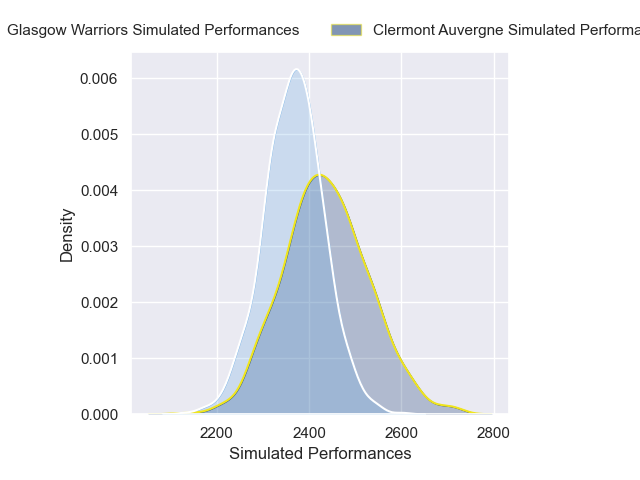 Glasgow Warriors Simulated Performances
Clermont Auvergne Simulated Performa
0.006
0.005
0.004
0.003
0.002
0.001
0.000
Density
2200
2400
2600
2800
Simulated Performances